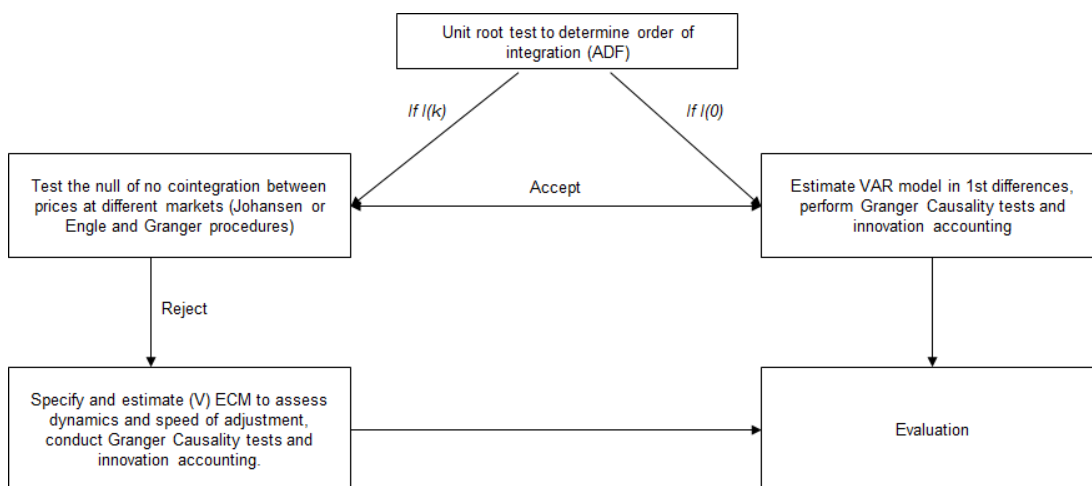 Unit root test to determine order of
integration (ADF)
If I(k)
If I(0)
Test the null of no cointegration between
prices at different markets (Johansen or
Engle and Granger procedures)
Accept
Estimate VAR model in 1st differences,
perform Granger Causality tests and
innovation accounting
Reject
Specify and estimate (V) ECM to assess
dynamics and speed of adjustment,
conduct Granger Causality tests and
innovation accounting.
Evaluation